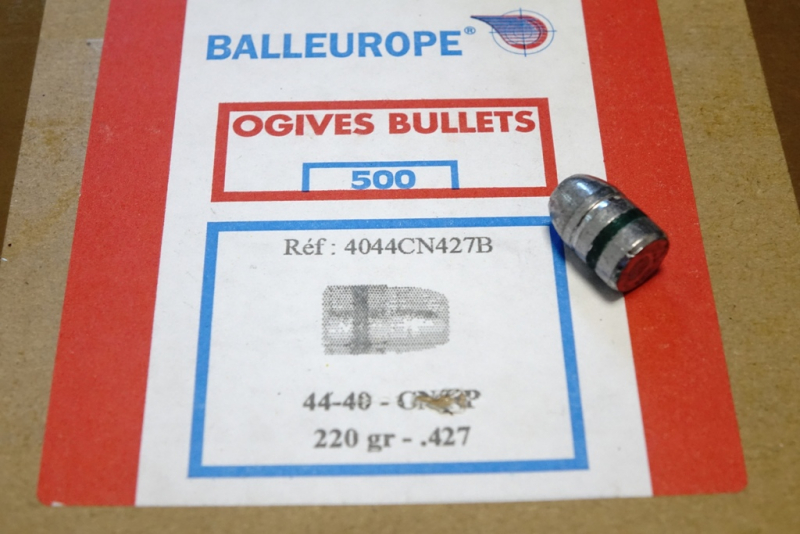 BALLEUROPE®
OGIVES BULLETS
500
Réf : 4044CN427B
44-40 -
220 gr - .427